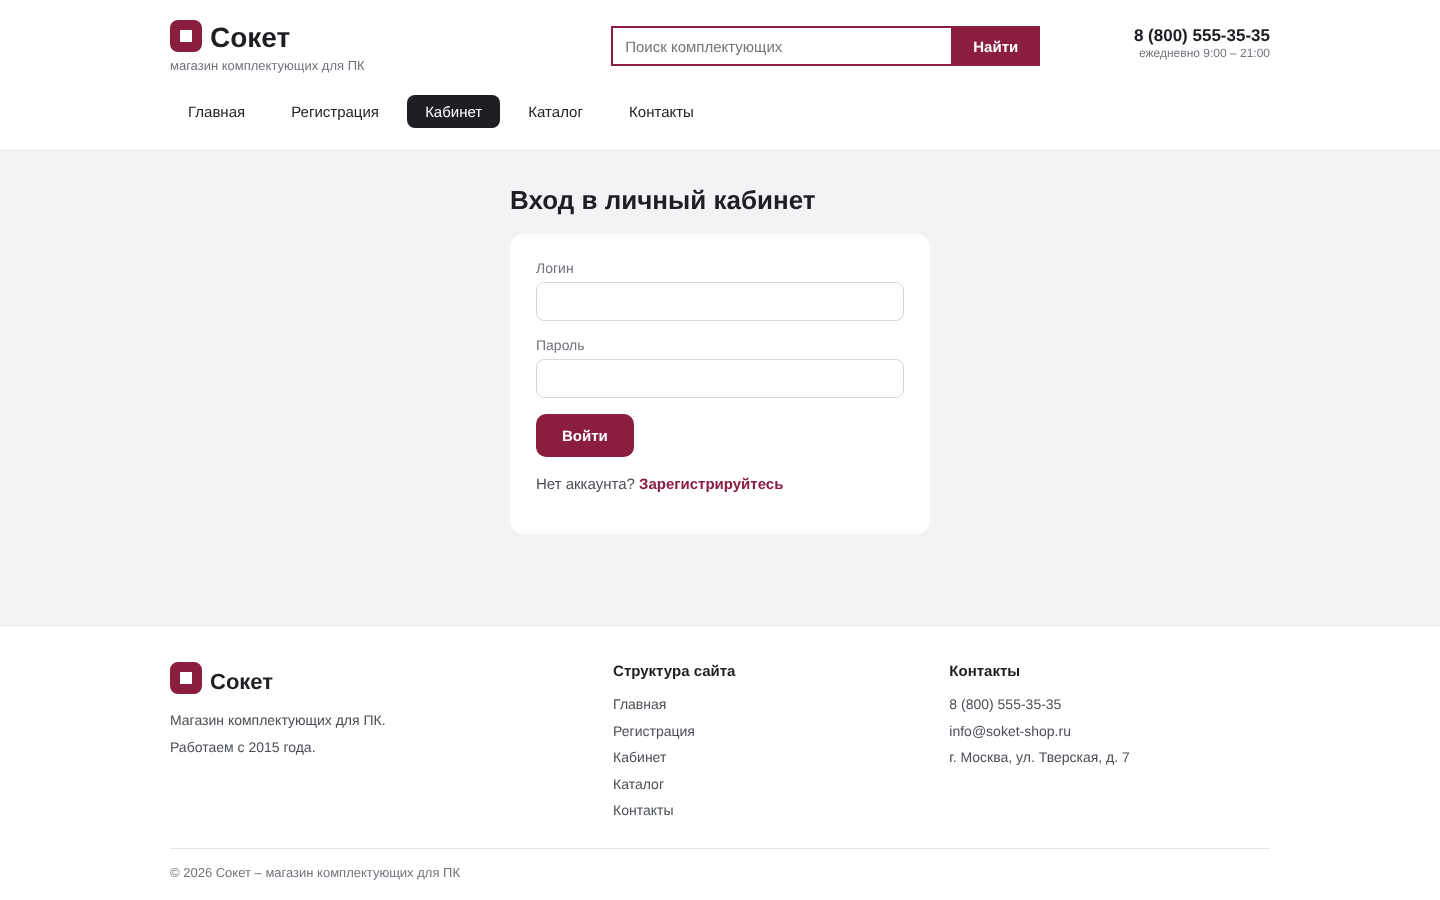 Сокет
магазин комплектующих для ПК
Поиск комплектующих
Найти
8 (800) 555-35-35
ежедневно 9:00 – 21:00
Главная
Регистрация
Кабинет
Каталог
Контакты
Вход в личный кабинет
Логин
Пароль
Войти
Нет аккаунта? Зарегистрируйтесь
Сокет
Магазин комплектующих для ПК.
Работаем с 2015 года.
Структура сайта
Главная
Регистрация
Кабинет
Каталог
Контакты
Контакты
8 (800) 555-35-35
info@soket-shop.ru
г. Москва, ул. Тверская, д. 7
© 2026 Сокет – магазин комплектующих для ПК